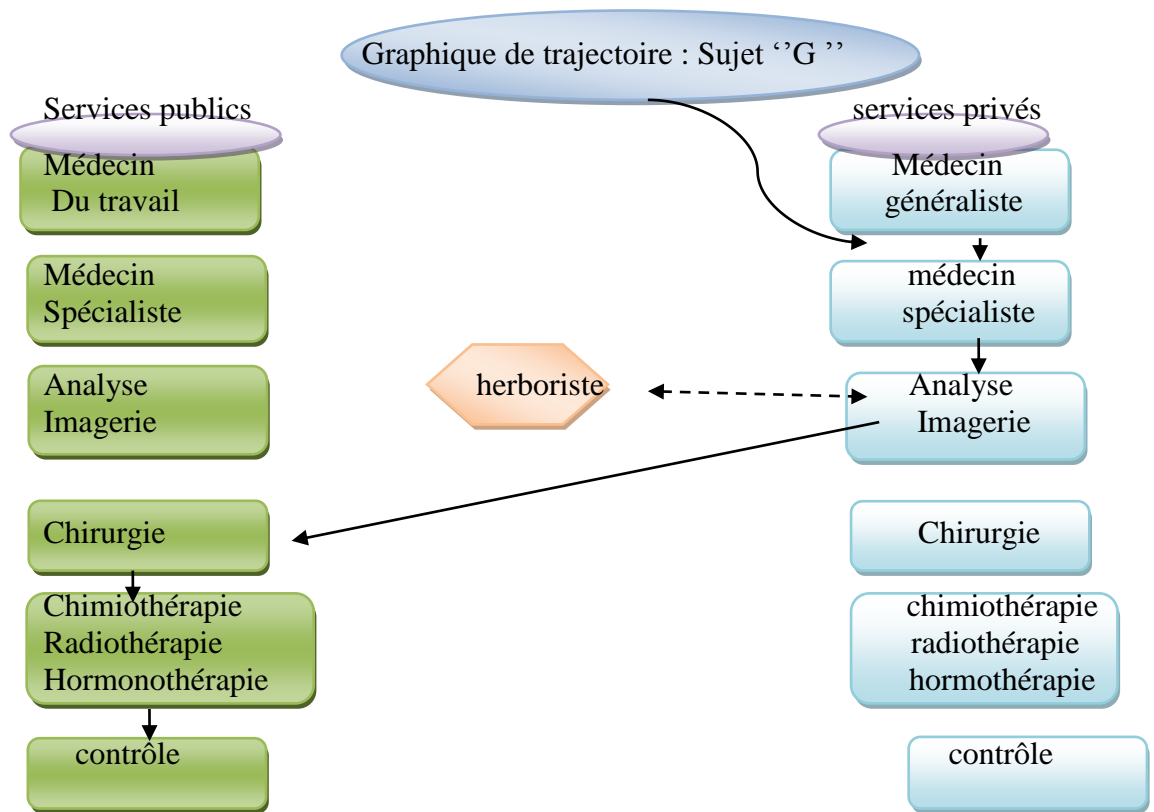 Graphique de trajectoire : Sujet ‘’G ’’
Services publics
services privés
Médecin
Du travail
Médecin
généraliste
Médecin
Spécialiste
médecin
spécialiste
Analyse
Imagerie
herboriste
Analyse
Imagerie
Chirurgie
Chirurgie
Chimiothérapie
Radiothérapie
Hormonothérapie
chimiothérapie
radiothérapie
hormothérapie
contrôle
contrôle